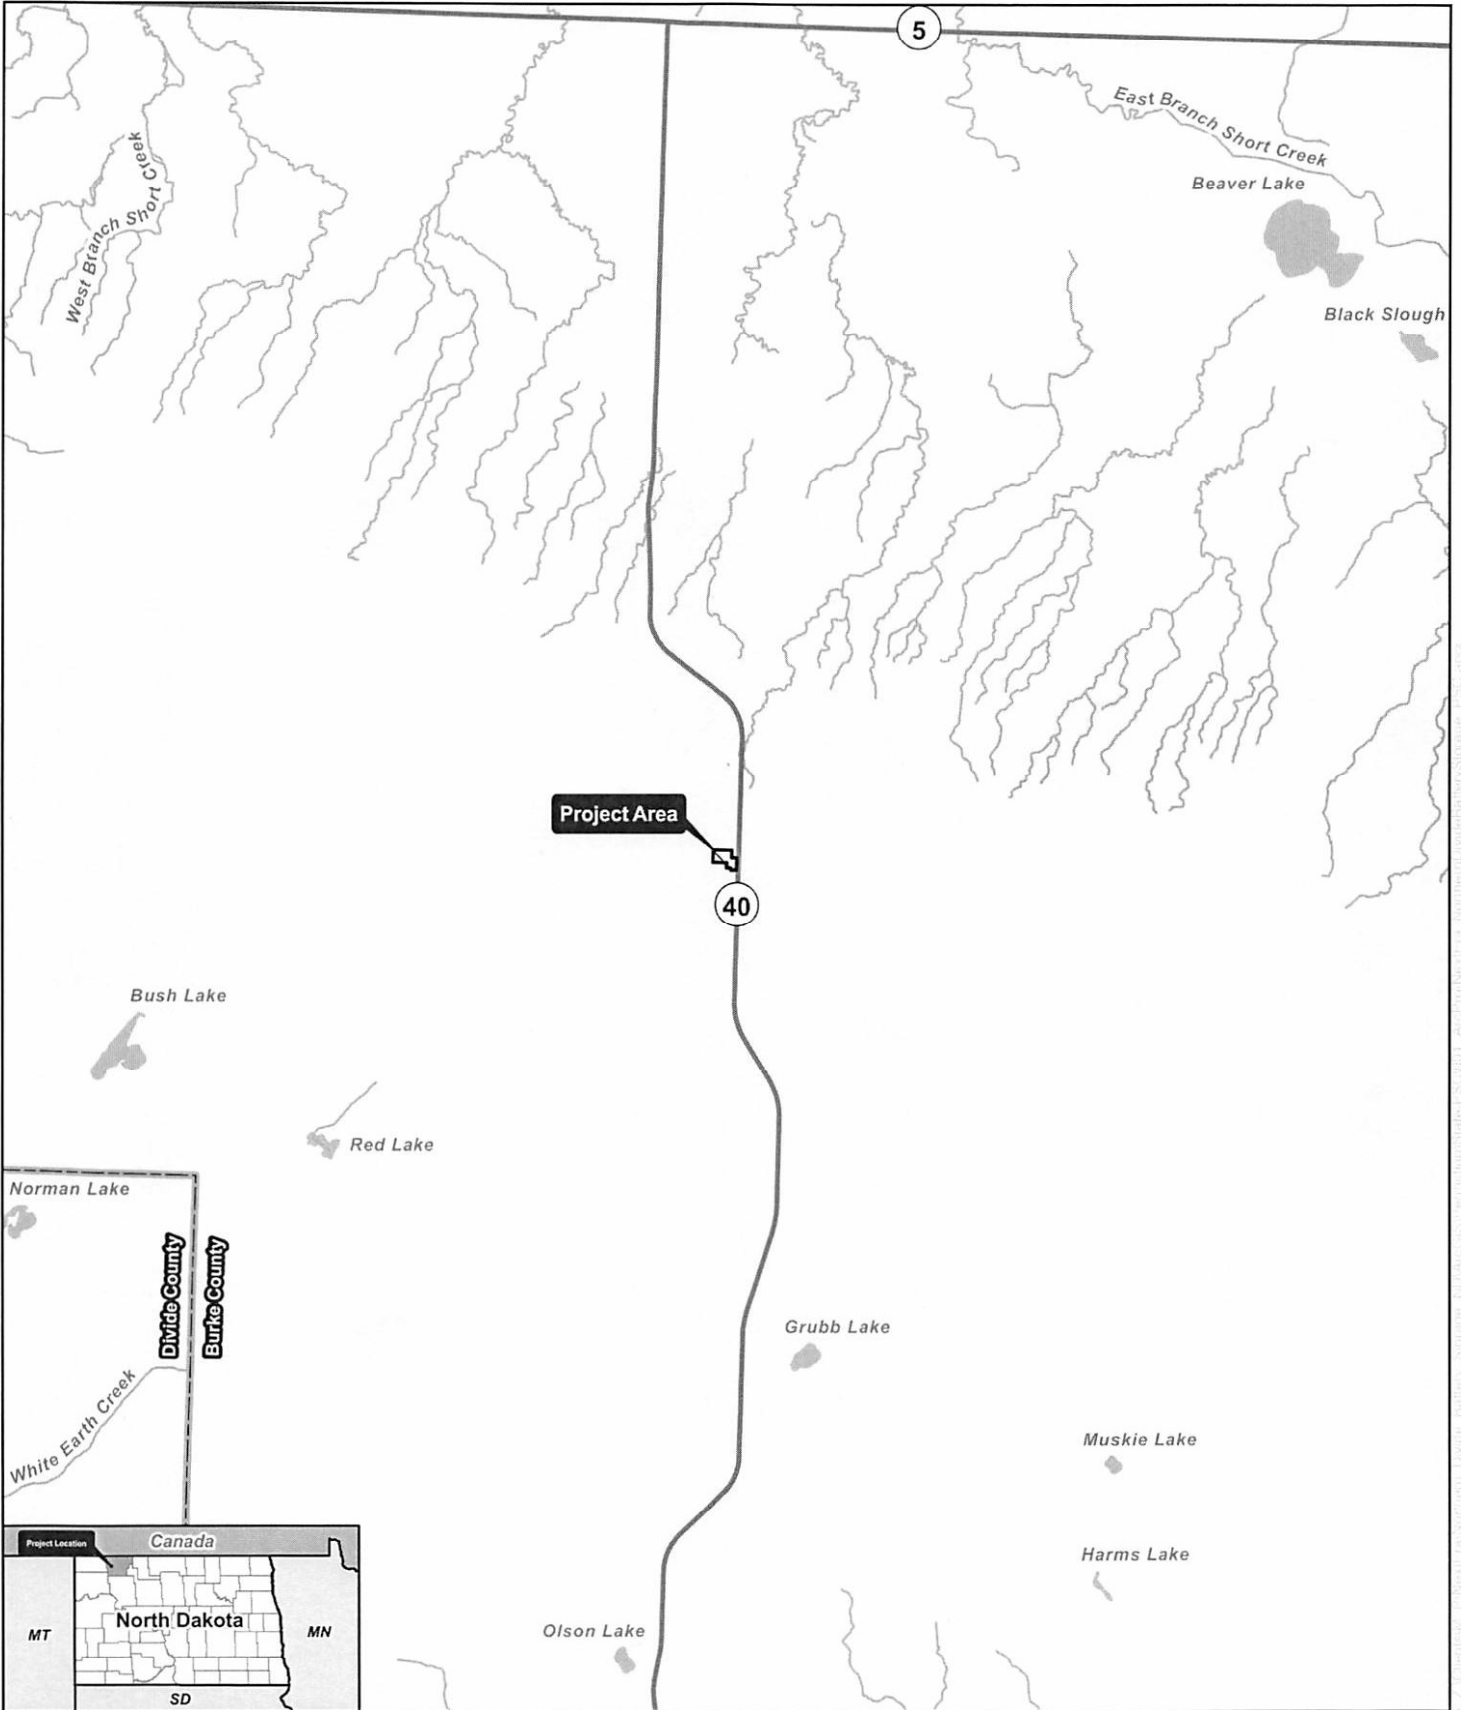 5
East Branch Short Creek
West Branch Short Creek
Beaver Lake
Black Slough
Project Area
40
Bush Lake
Red Lake
Norman Lake
Divide County
Burke County
Grubb Lake
White Earth Creek
Muskie Lake
Project Location
Canada
Harms Lake
North Dakota
MT
MN
Olson Lake
SD